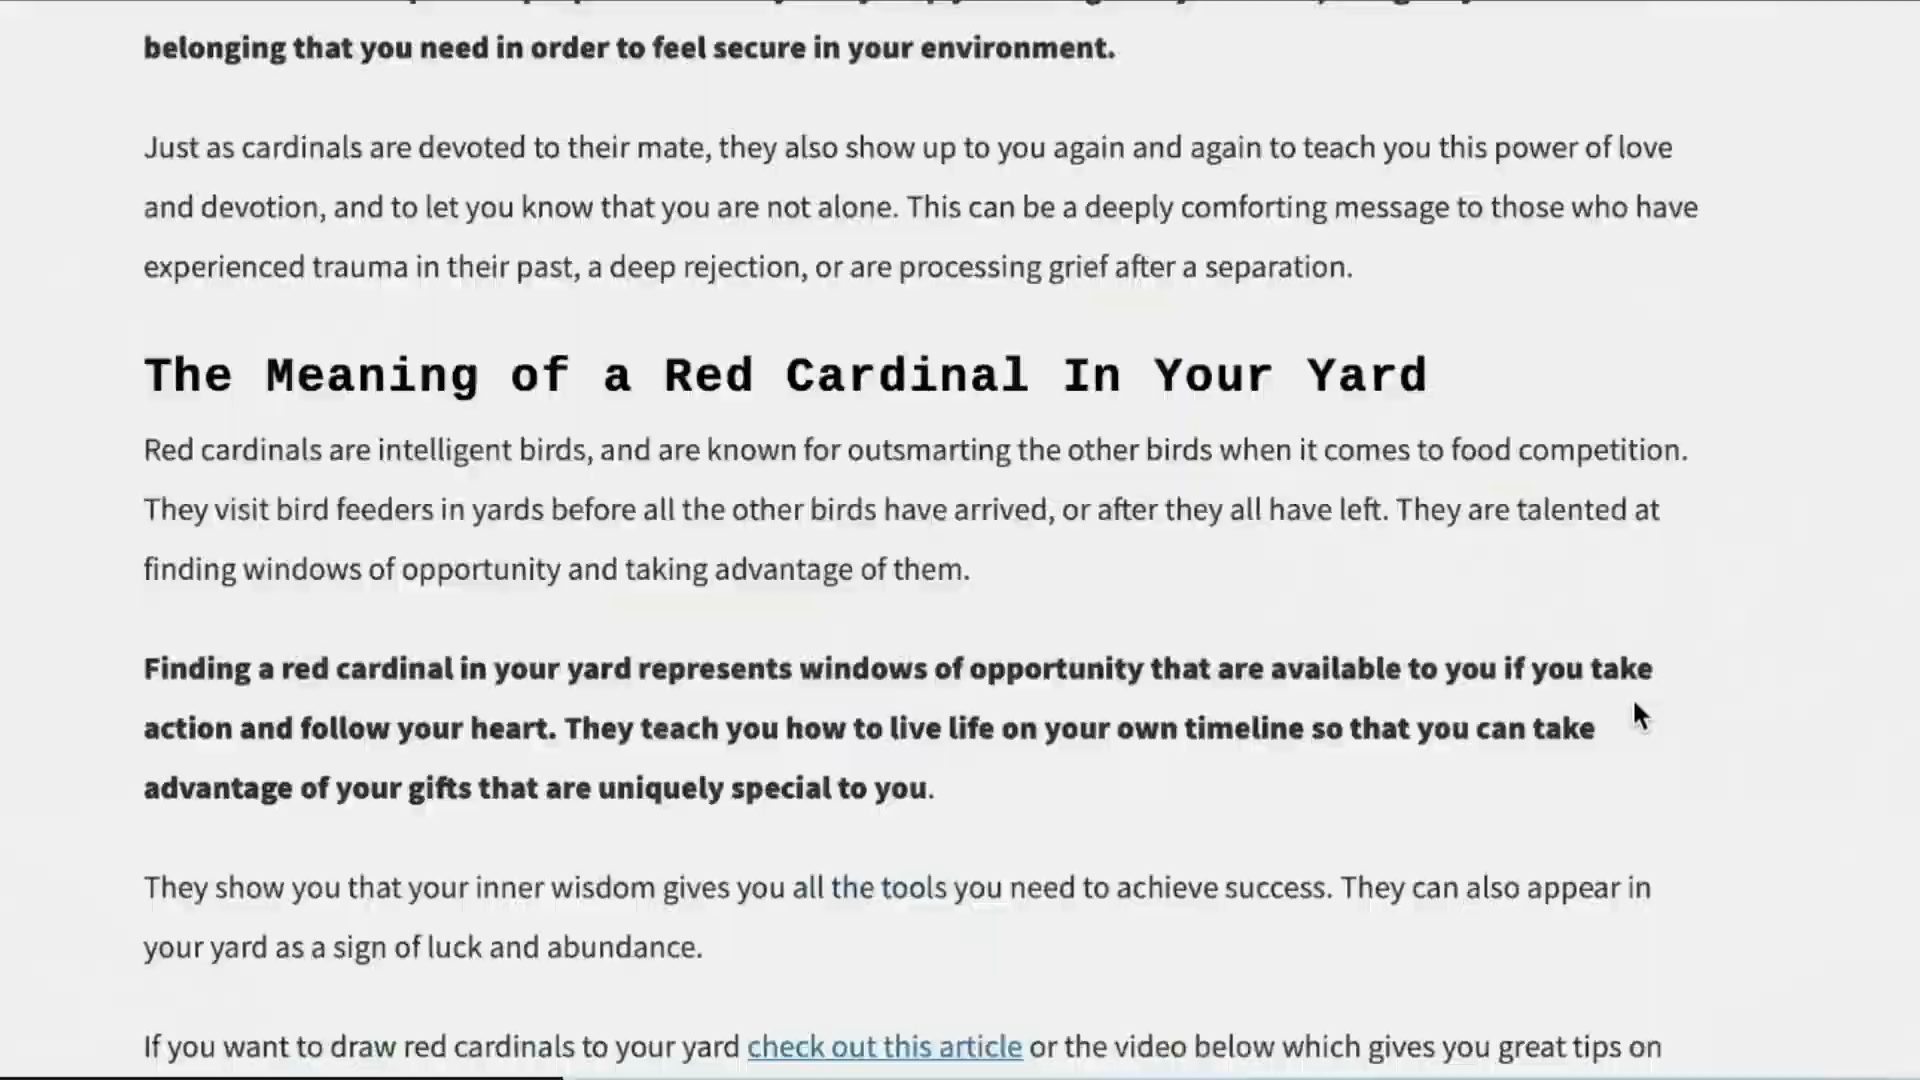 belonging that you need in order to feel secure in your environment.
Just as cardinals are devoted to their mate, they also show up to you again and again to teach you this power of love
and devotion, and to let you know that you are not alone. This can be a deeply comforting message to those who have
experienced trauma in their past, a deep rejection, or are processing grief after a separation.
The Meaning of a Red Cardinal In Your Yard
Red cardinals are intelligent birds, and are known for outsmarting the other birds when it comes to food competition.
They visit bird feeders in yards before all the other birds have arrived, or after they all have left. They are talented at
finding windows of opportunity and taking advantage of them.
Finding a red cardinal in your yard represents windows of opportunity that are available to you if you take
action and follow your heart. They teach you how to live life on your own timeline so that you can take
advantage of your gifts that are uniquely special to you.
They show you that your inner wisdom gives you all the tools you need to achieve success. They can also appear in
your yard as a sign of luck and abundance.
If you want to draw red cardinals to your yard check out this article or the video below which gives you great tips on